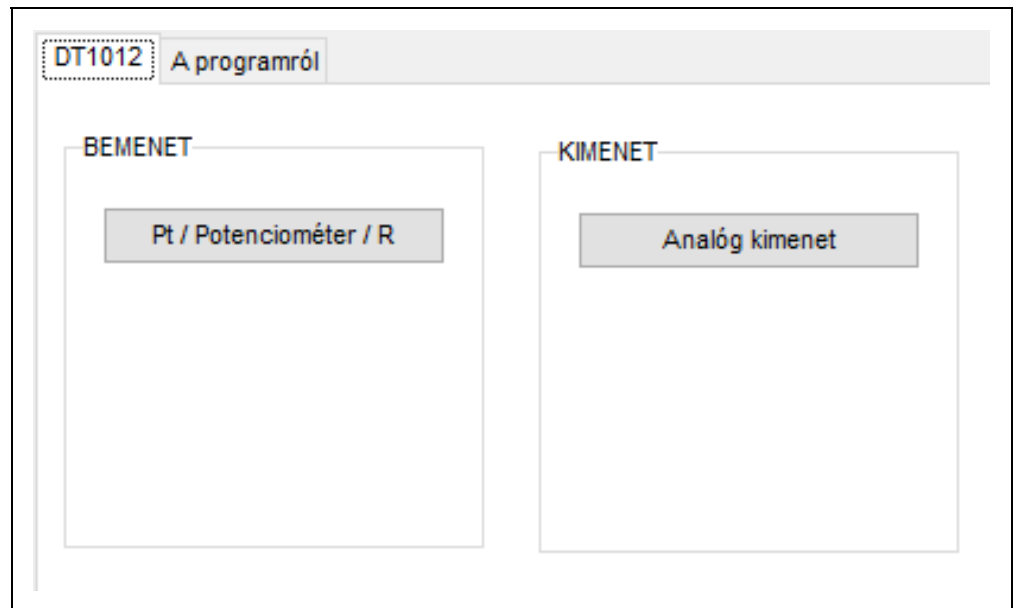 DT1012 A programról
BEMENET
Pt / Potenciométer / R
KIMENET
Analóg kimenet